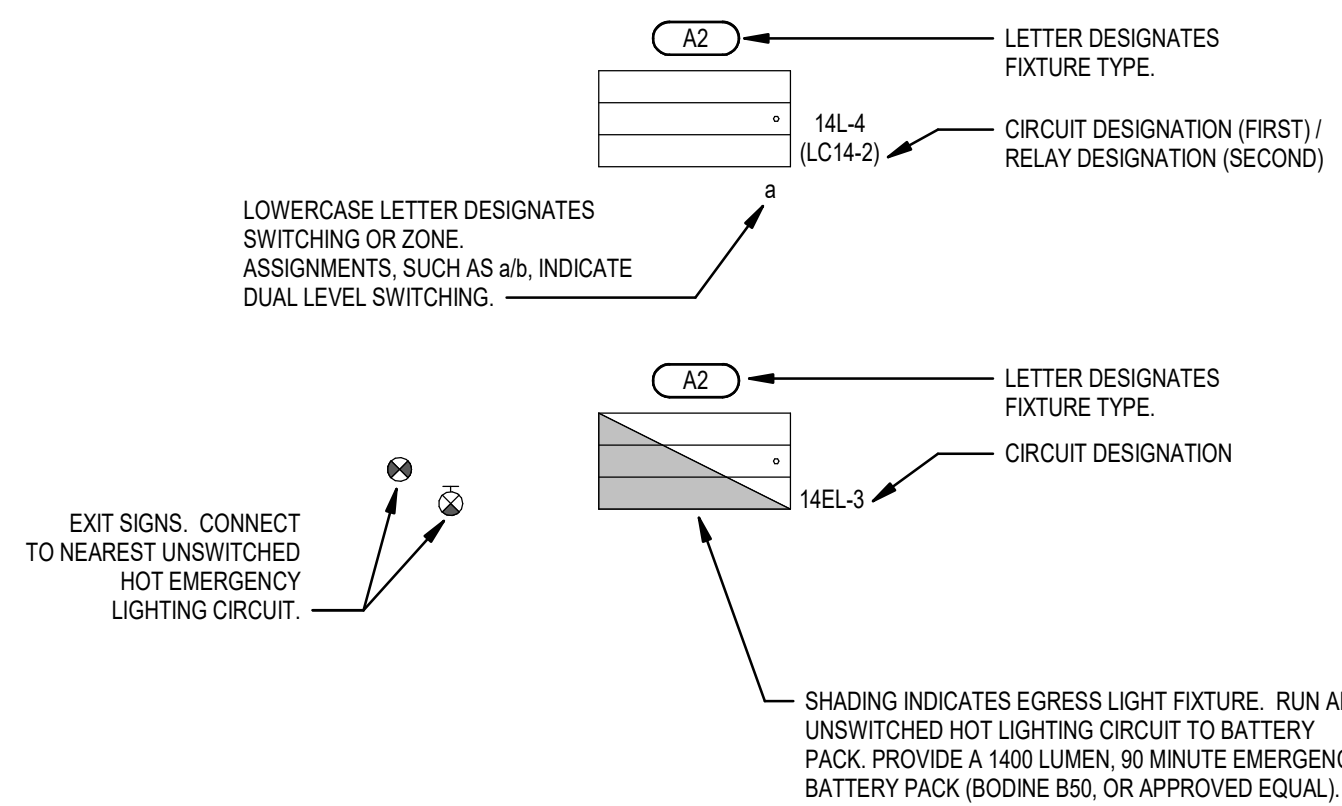 A2
LETTER DESIGNATES
FIXTURE TYPE.
14L-4
(LC14-2)
CIRCUIT DESIGNATION (FIRST) /
RELAY DESIGNATION (SECOND)
a
LOWERCASE LETTER DESIGNATES
SWITCHING OR ZONE.
ASSIGNMENTS, SUCH AS a/b, INDICATE
DUAL LEVEL SWITCHING.
A2
LETTER DESIGNATES
FIXTURE TYPE.
CIRCUIT DESIGNATION
14EL-3
EXIT SIGNS. CONNECT
TO NEAREST UNSWITCHED
HOT EMERGENCY
LIGHTING CIRCUIT.
SHADING INDICATES EGRESS LIGHT FIXTURE. RUN
UNSWITCHED HOT LIGHTING CIRCUIT TO BATTERY
PACK. PROVIDE A 1400 LUMEN, 90 MINUTE
BATTERY PACK (BODINE B50, OR APPROVED EQUAL).